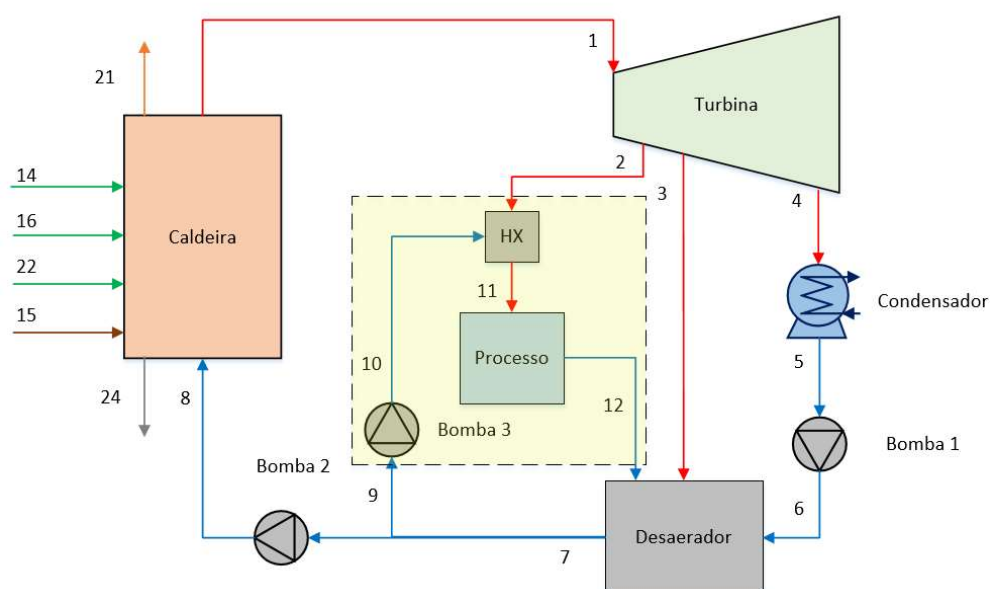 1
21
Turbina
14
2
3
16
4
Caldeira
HX
22
11
Condensador
15
Processo
10
5
24
8
12
Bomba 3
Bomba 1
Bomba 2
9
6
7
Desaerador